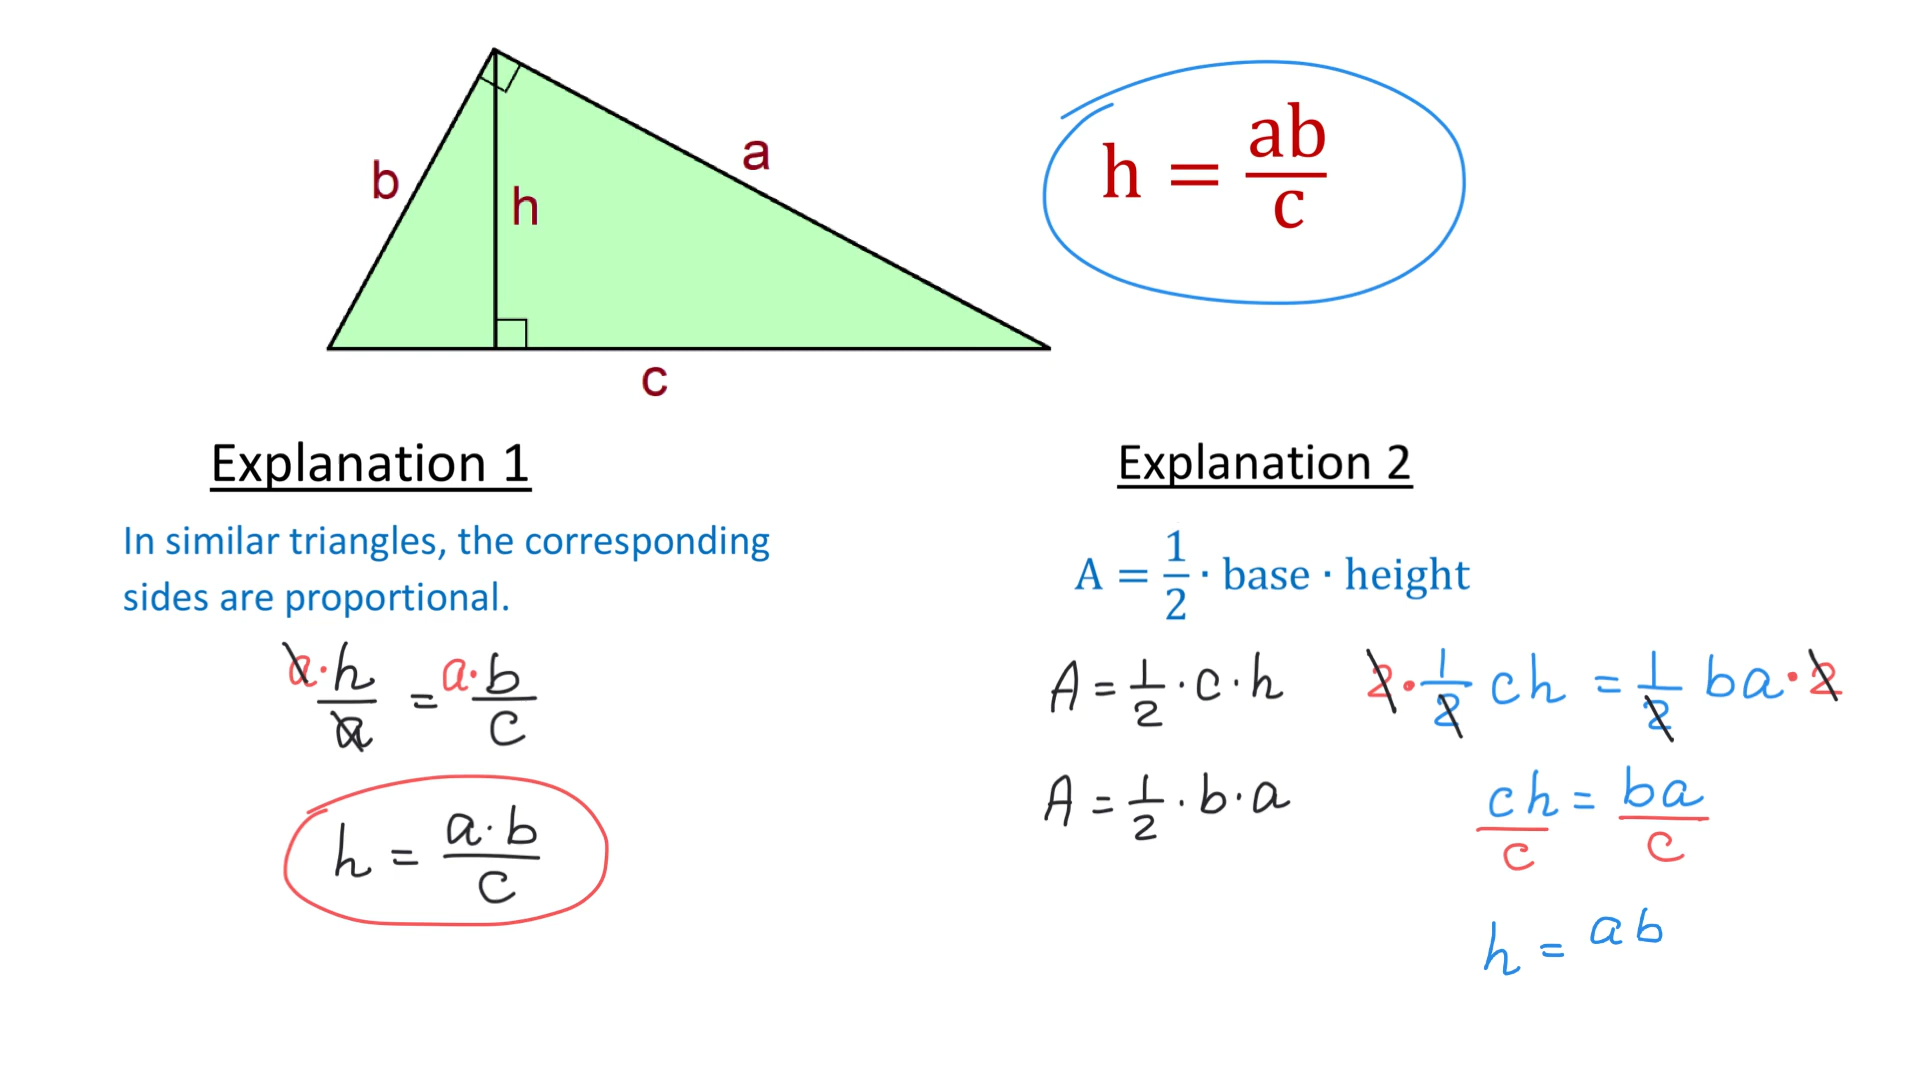 b
h
a
c
h = ab/c
Explanation 1
In similar triangles, the corresponding
sides are proportional.
a·h/a = a·b/c
h = a·b/c
Explanation 2
A = 1/2 · base · height
A = 1/2 · c · h
A = 1/2 · b · a
2 · 1/2 ch = 1/2 ba · 2
ch/c = ba/c
h = ab